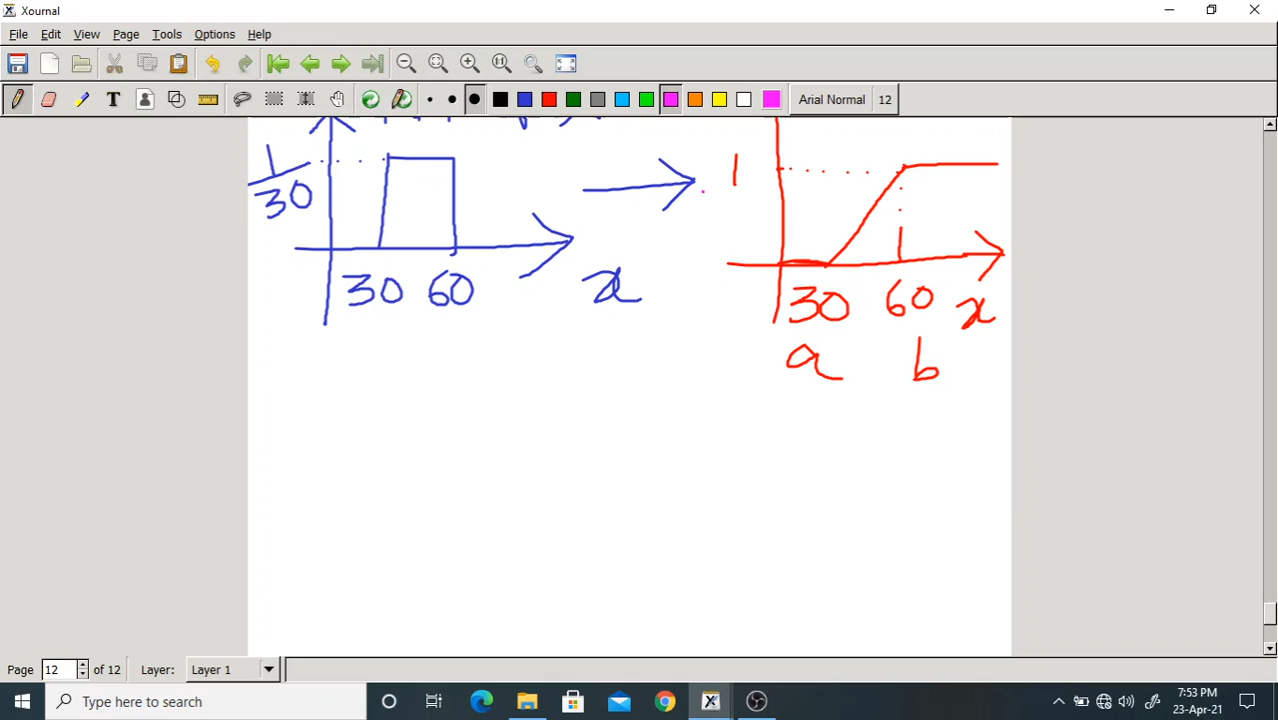 Xournal
File Edit View Page Tools Options Help
Arial Normal 12
1/30
30 60 x
1
30 60 x
a b
Page 12 of 12 Layer: Layer 1
Type here to search
7:53 PM
23-Apr-21